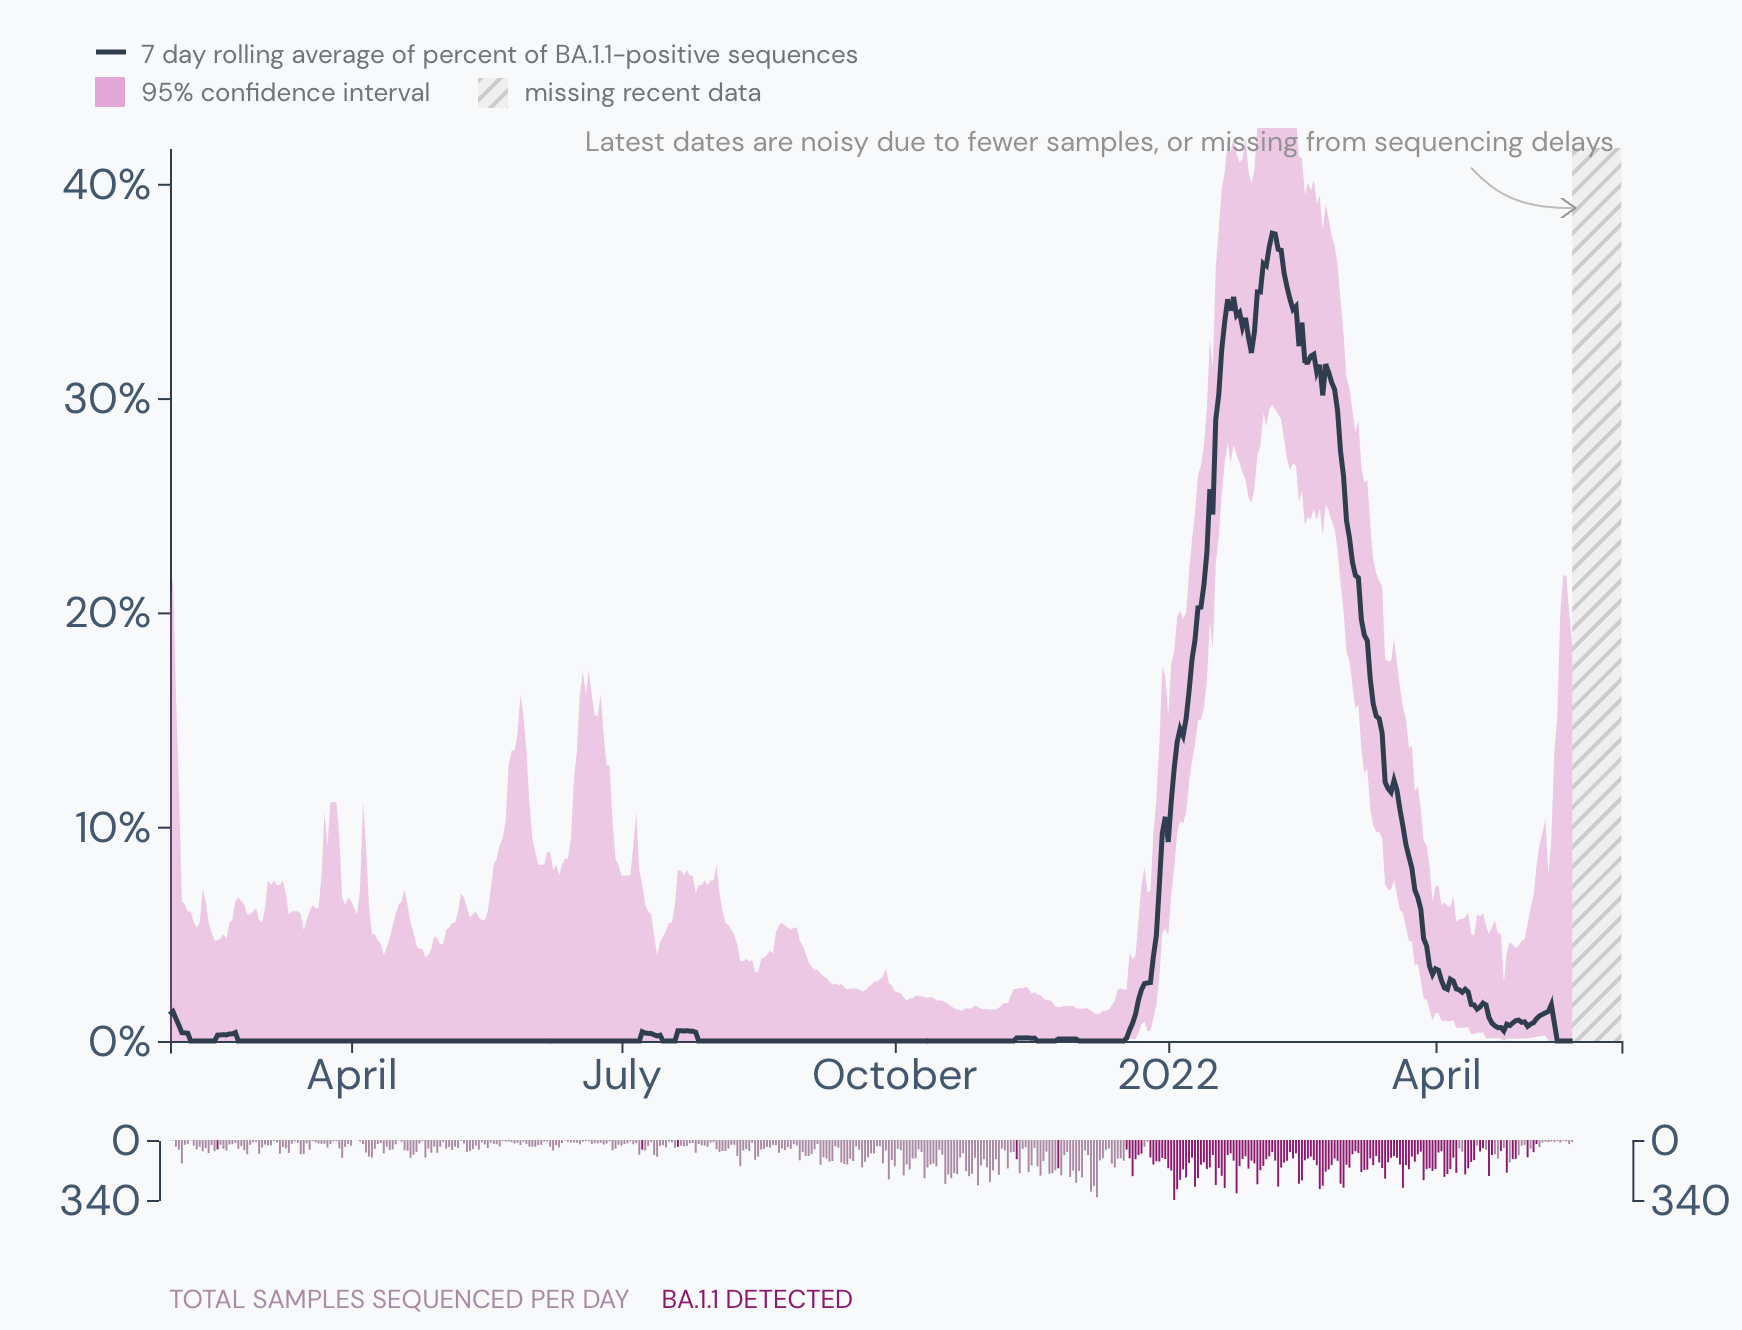 7 day rolling average of percent of BA.1.1-positive sequences
95% confidence interval missing recent data
Latest dates are noisy due to fewer samples, or missing from sequencing delays
40%
30%
20%
10%
0%
April July October 2022 April
0 0
340 340
TOTAL SAMPLES SEQUENCED PER DAY BA.1.1 DETECTED